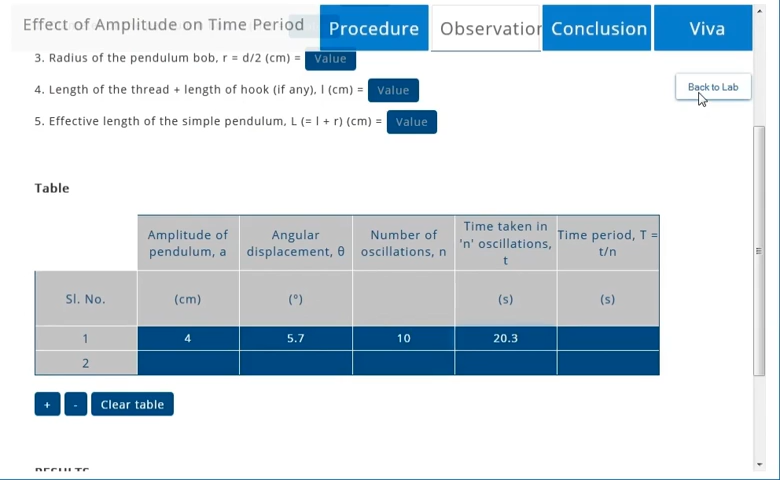 Effect of Amplitude on Time Period
Procedure
Observation
Conclusion
Viva
3. Radius of the pendulum bob, r = d/2 (cm) = Value
Back to Lab
4. Length of the thread + length of hook (if any), l (cm) = Value
5. Effective length of the simple pendulum, L (= l + r) (cm) = Value
Table
Amplitude of pendulum, a
Angular displacement, θ
Number of oscillations, n
Time taken in 'n' oscillations, t
Time period, T = t/n
Sl. No. (cm) (°) (s) (s)
1 4 5.7 10 20.3
2
+ - Clear table
RESULTS